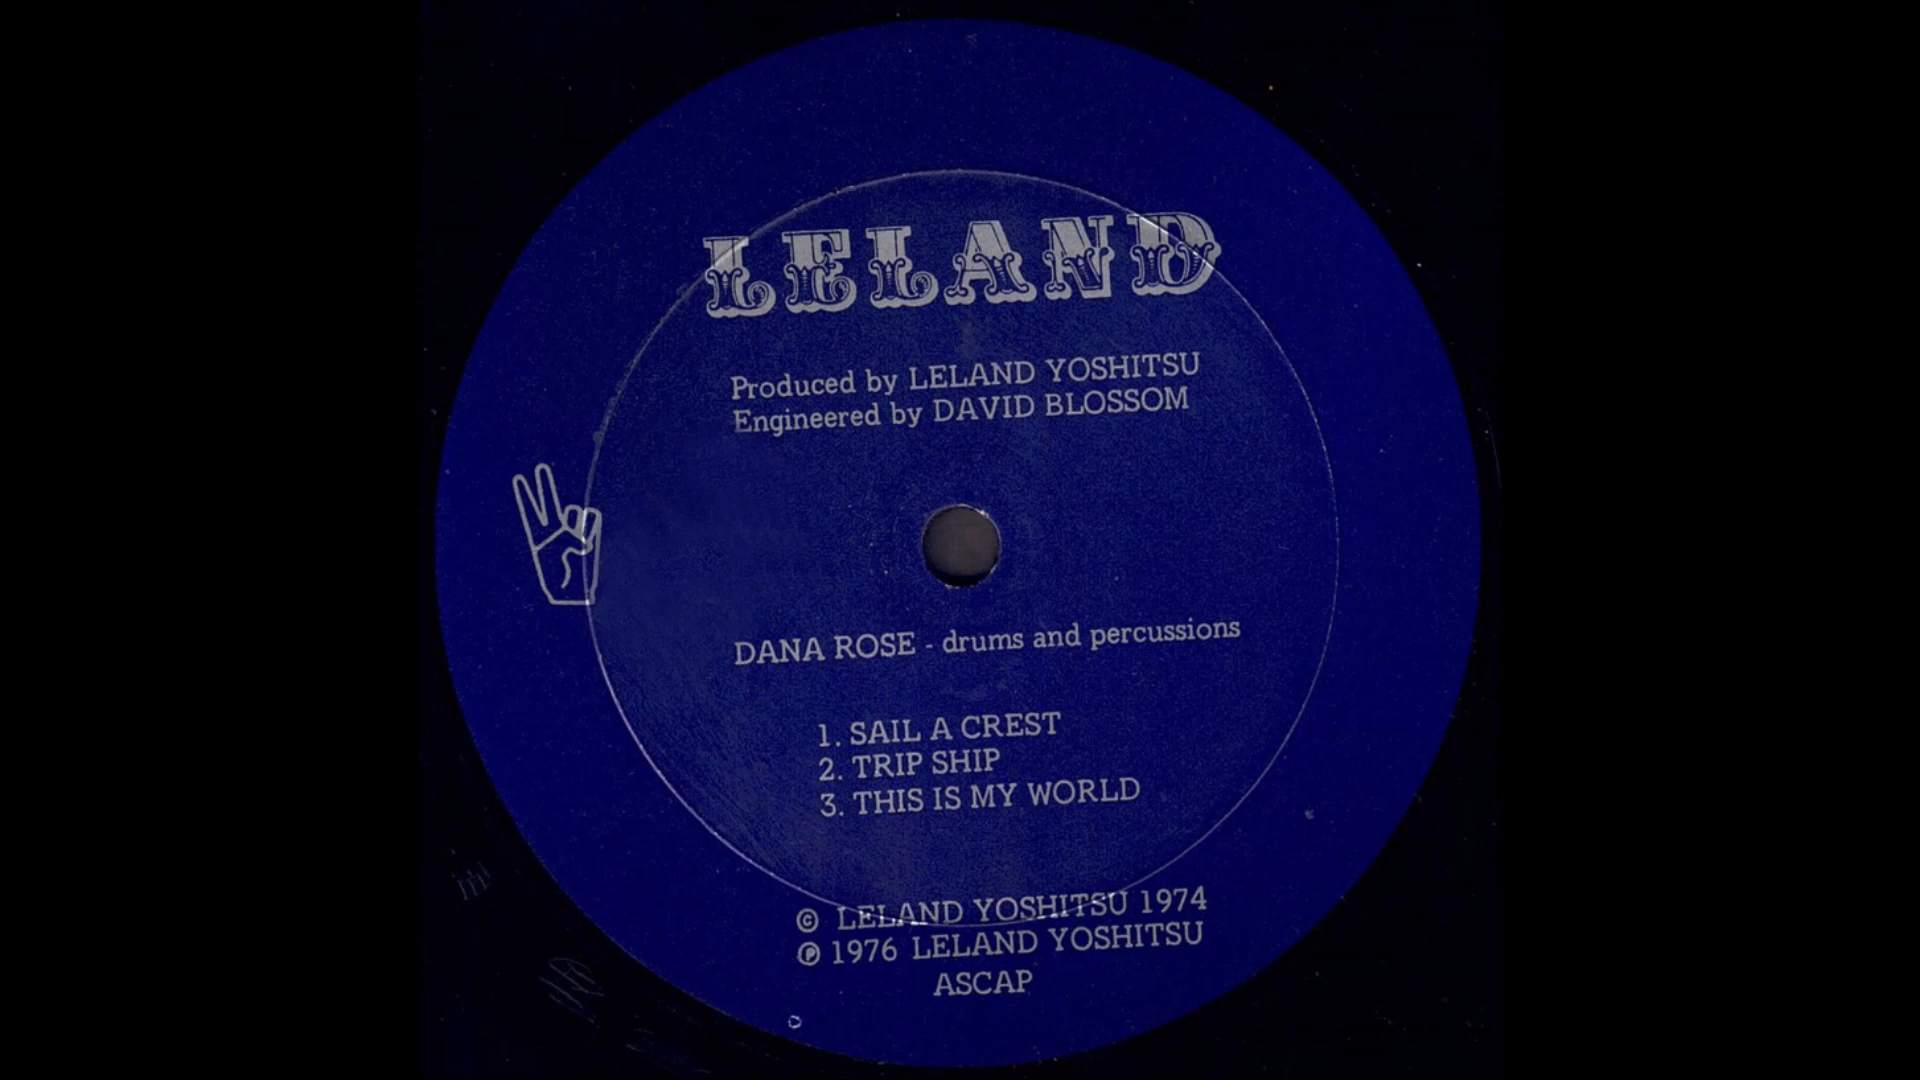 LELAND
Produced by LELAND YOSHITSU
Engineered by DAVID BLOSSOM
DANA ROSE - drums and percussions
1. SAIL A CREST
2. TRIP SHIP
3. THIS IS MY WORLD
© LELAND YOSHITSU 1974
℗ 1976 LELAND YOSHITSU
ASCAP